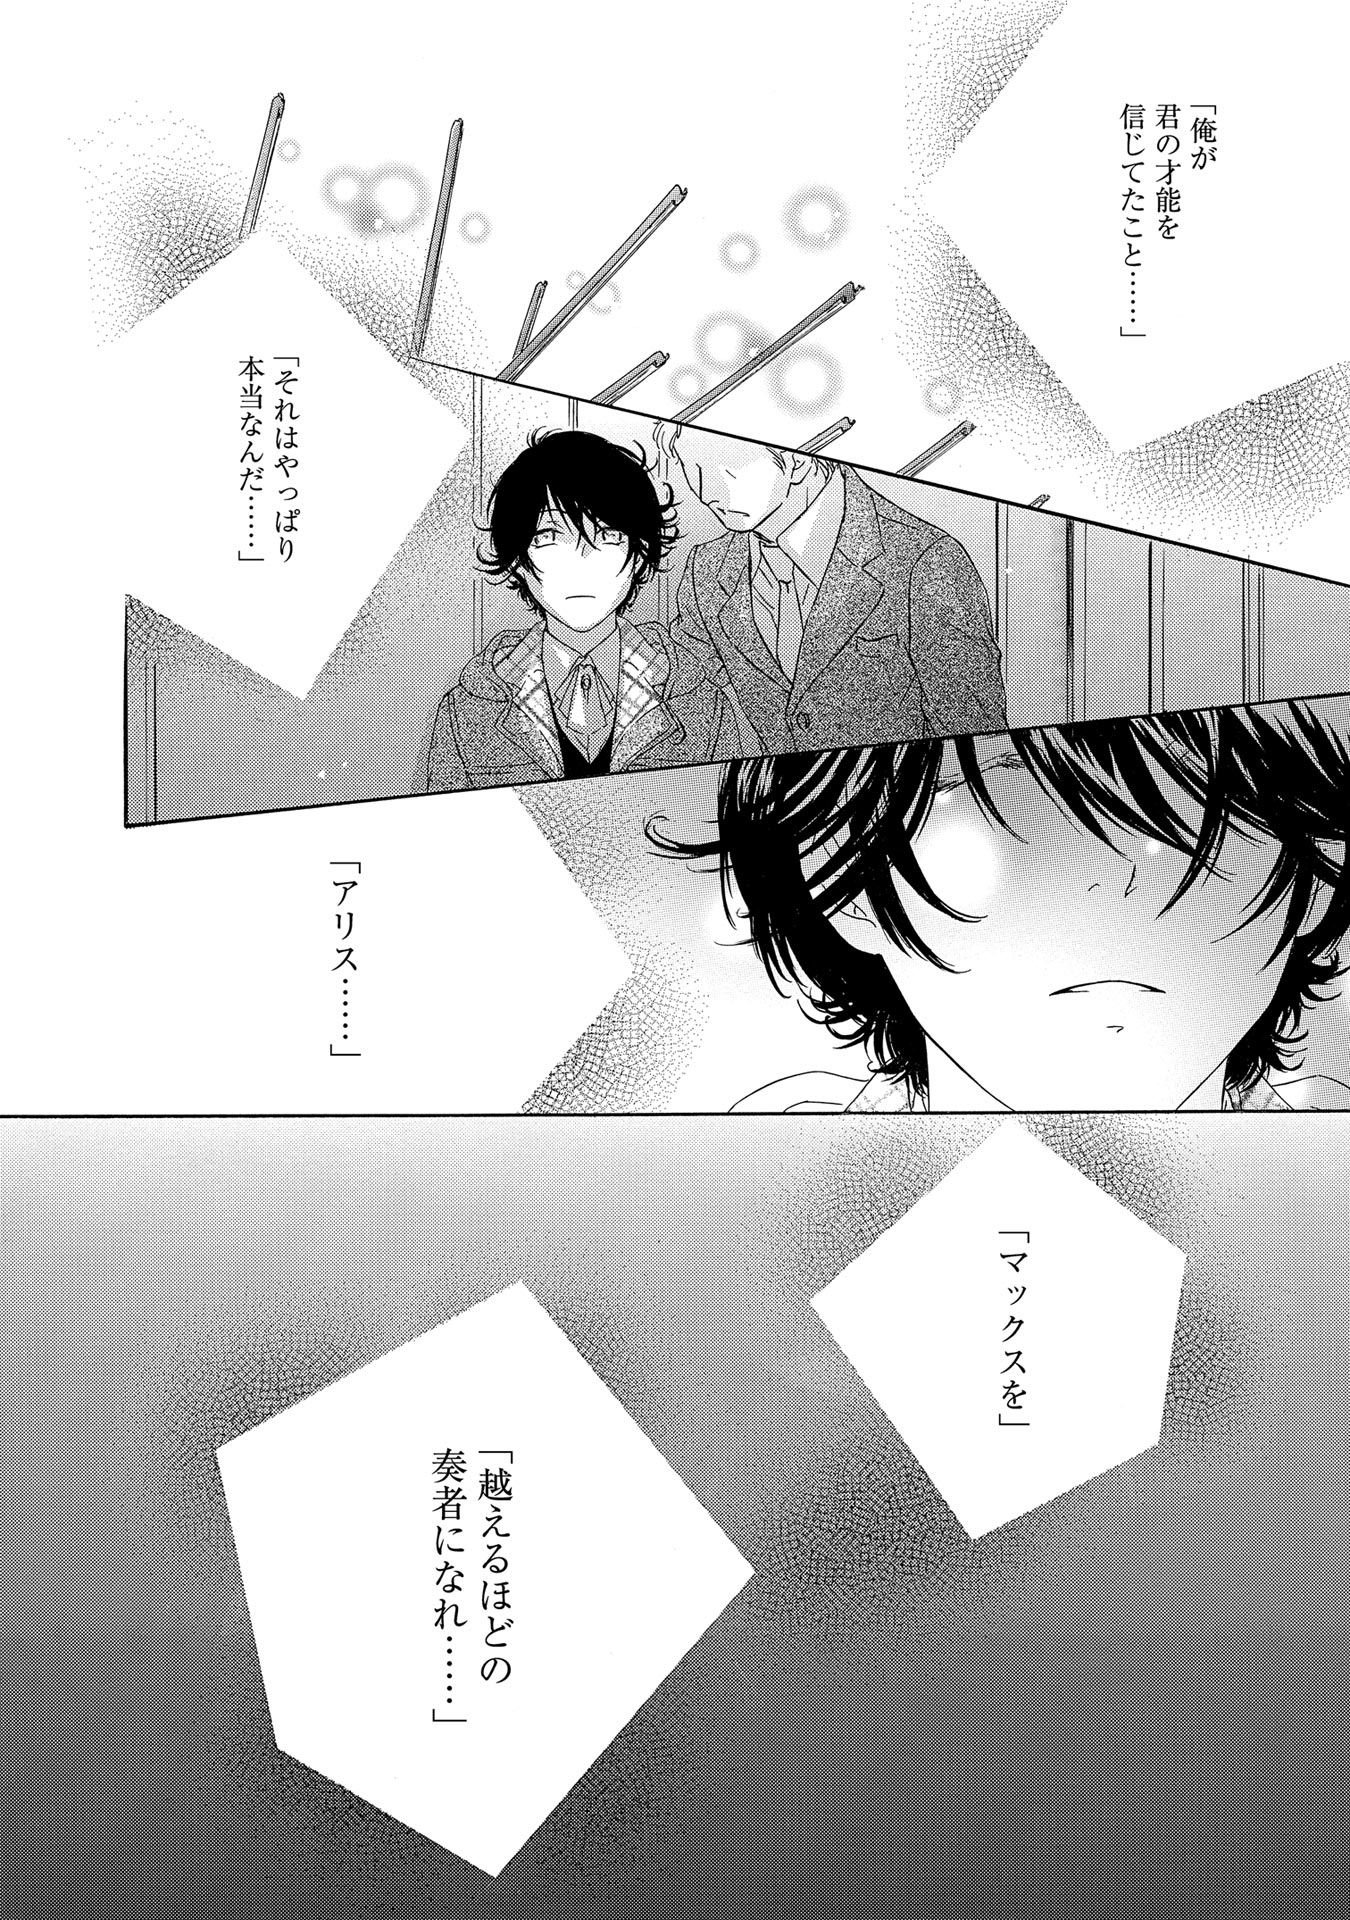 「俺が
君の才能を
信じてたこと……」
「それはやっぱり
本当なんだ……」
「アリス……」
「マックスを」
「越えるほどの
奏者になれ……」